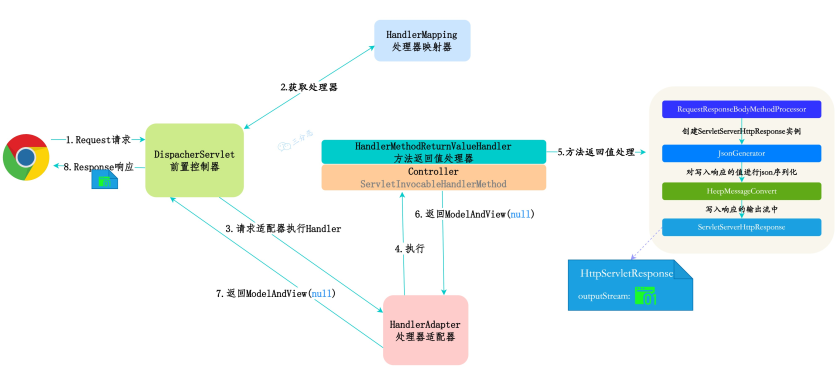 HandlerMapping
处理器映射器
2.获取处理器
1.Request请求
8.Response响应
DispacherServlet
前置控制器
三分恶
HandlerMethodReturnValueHandler
方法返回值处理器
Controller
ServletInvocableHandlerMethod
5.方法返回值处理
RequestResponseBodyMethodProcessor
创建ServletServerHttpResponse实例
JsonGenerator
对写入响应的值进行json序列化
HeepMessageConvert
写入响应的输出流中
ServletServerHttpResponse
6.返回ModelAndView(null)
3.请求适配器执行Handler
4.执行
7.返回ModelAndView(null)
HttpServletResponse
outputStream:
01
HandlerAdapter
处理器适配器